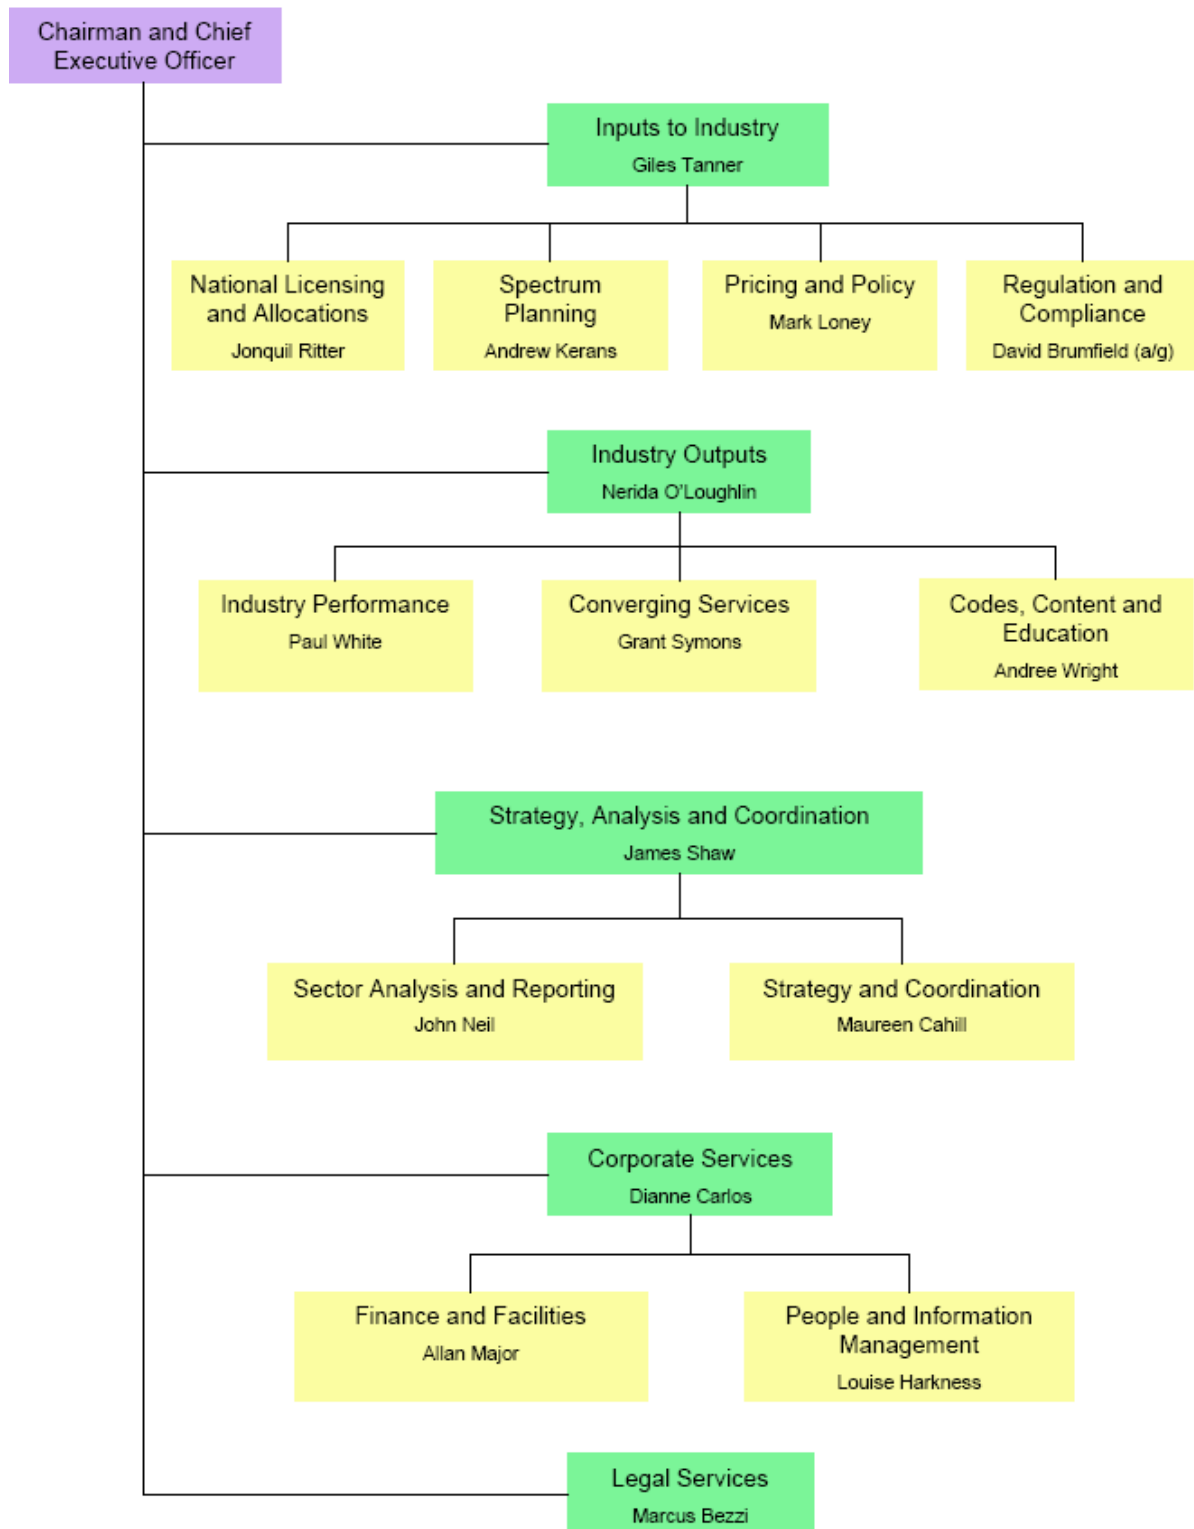 Chairman and Chief
Executive Officer
Inputs to Industry
Giles Tanner
National Licensing
and Allocations
Jonquil Ritter
Spectrum
Planning
Andrew Kerans
Pricing and Policy
Mark Loney
Regulation and
Compliance
David Brumfield (a/g)
Industry Outputs
Nerida O'Loughlin
Industry Performance
Paul White
Converging Services
Grant Symons
Codes, Content and
Education
Andree Wright
Strategy, Analysis and Coordination
James Shaw
Sector Analysis and Reporting
John Neil
Strategy and Coordination
Maureen Cahill
Corporate Services
Dianne Carlos
Finance and Facilities
Allan Major
People and Information
Management
Louise Harkness
Legal Services
Marcus Bezzi